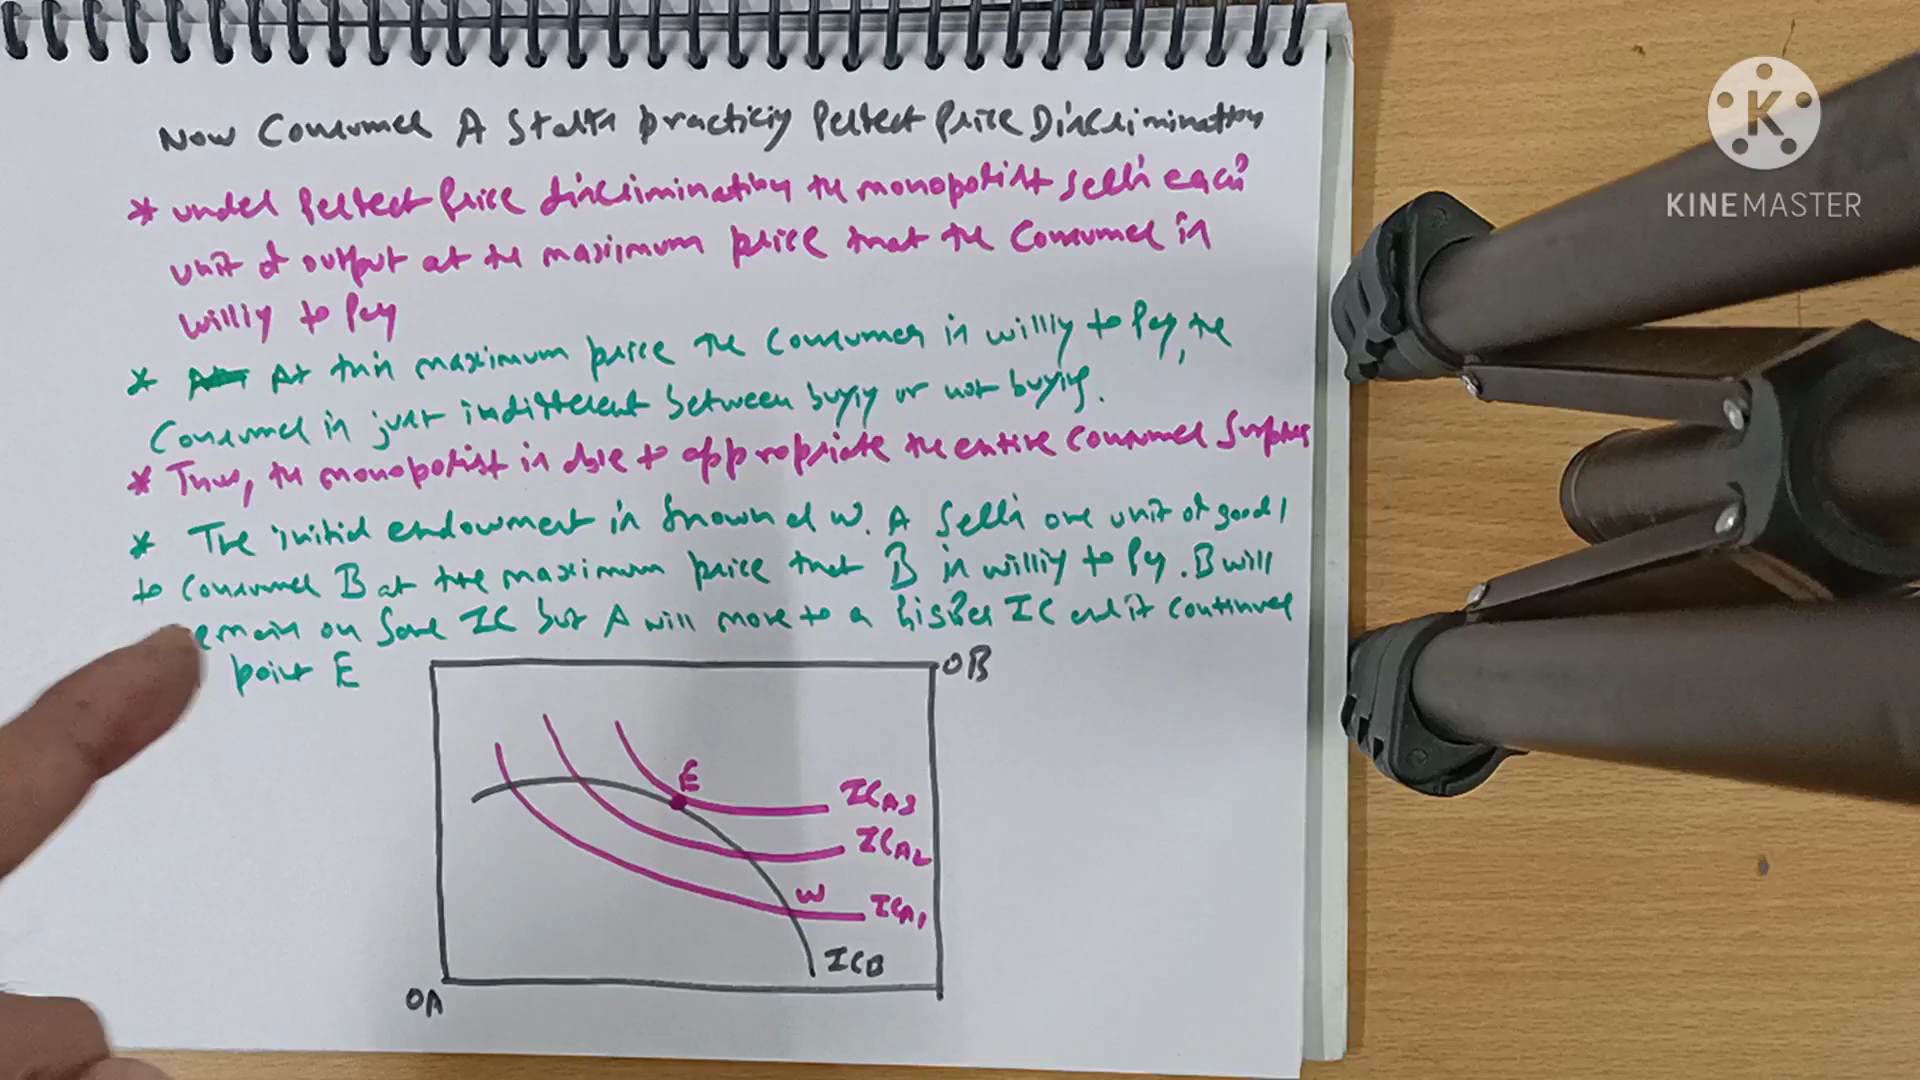 Now Consumer A Starts practicing Perfect Price Discrimination
* under Perfect Price discrimination the monopolist sells each
unit of output at the maximum price that the Consumer is
willing to Pay
* At this maximum price the Consumer is willing to Pay, the
Consumer is just indifferent between buying or not buying.
* Thus, the monopolist is able to appropriate the entire Consumer Surplus
* The initial endowment is shown at W. A sells one unit of good 1
to Consumer B at the maximum price that B is willing to Pay. B will
remain on same IC but A will move to a higher IC and it continues
point E
OB
E
ICA3
ICA2
W
ICA1
ICB
OA
K
KINEMASTER